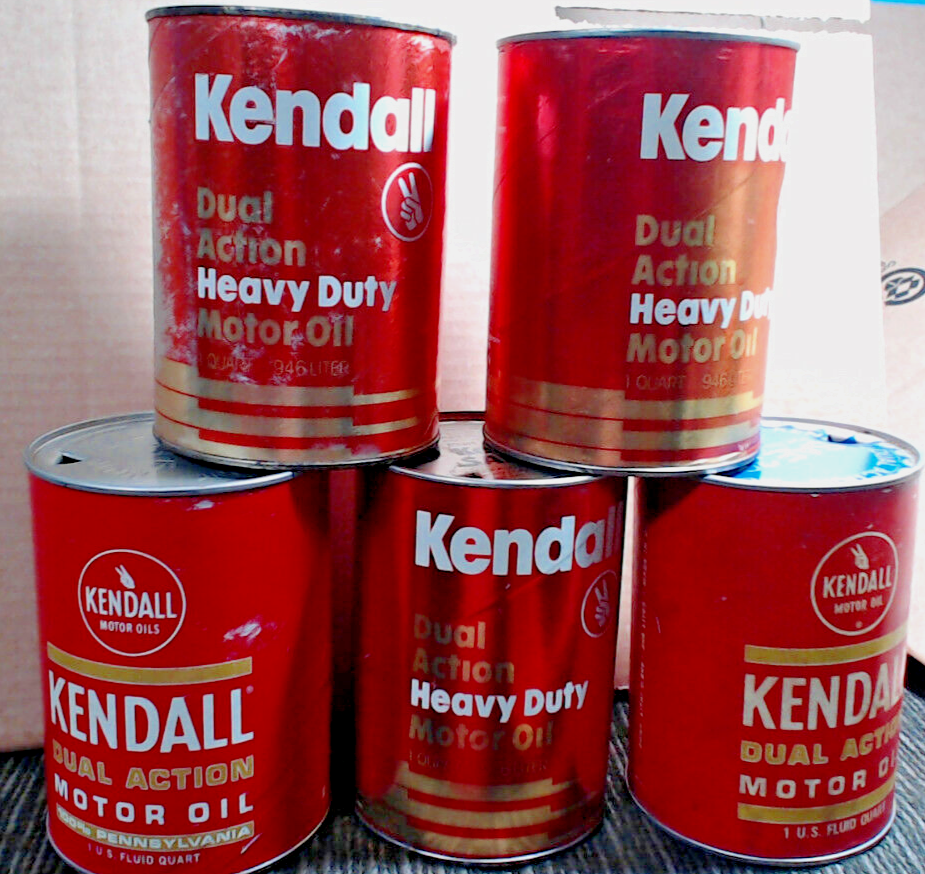 Kendall
Dual
Action
Heavy Duty
Motor Oil
1 QUART 946 LITER
Kend
Dual
Action
Heavy Dut
Motor Oil
1 QUART 946
KENDALL
MOTOR OILS
KENDALL
DUAL ACTION
MOTOR OIL
100% PENNSYLVANIA
1 U.S. FLUID QUART
Kendal
Dual
Action
Heavy Duty
Motor Oil
KENDALL
MOTOR OIL
KENDAL
DUAL ACTION
MOTOR OI
1 U.S. FLUID QUART